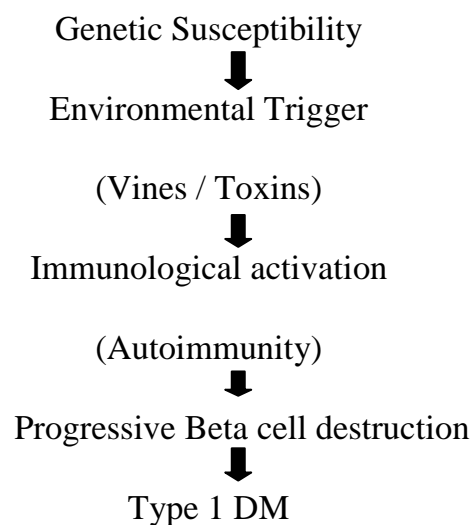 Genetic Susceptibility
Environmental Trigger
(Vines / Toxins)
Immunological activation
(Autoimmunity)
Progressive Beta cell destruction
Type 1 DM